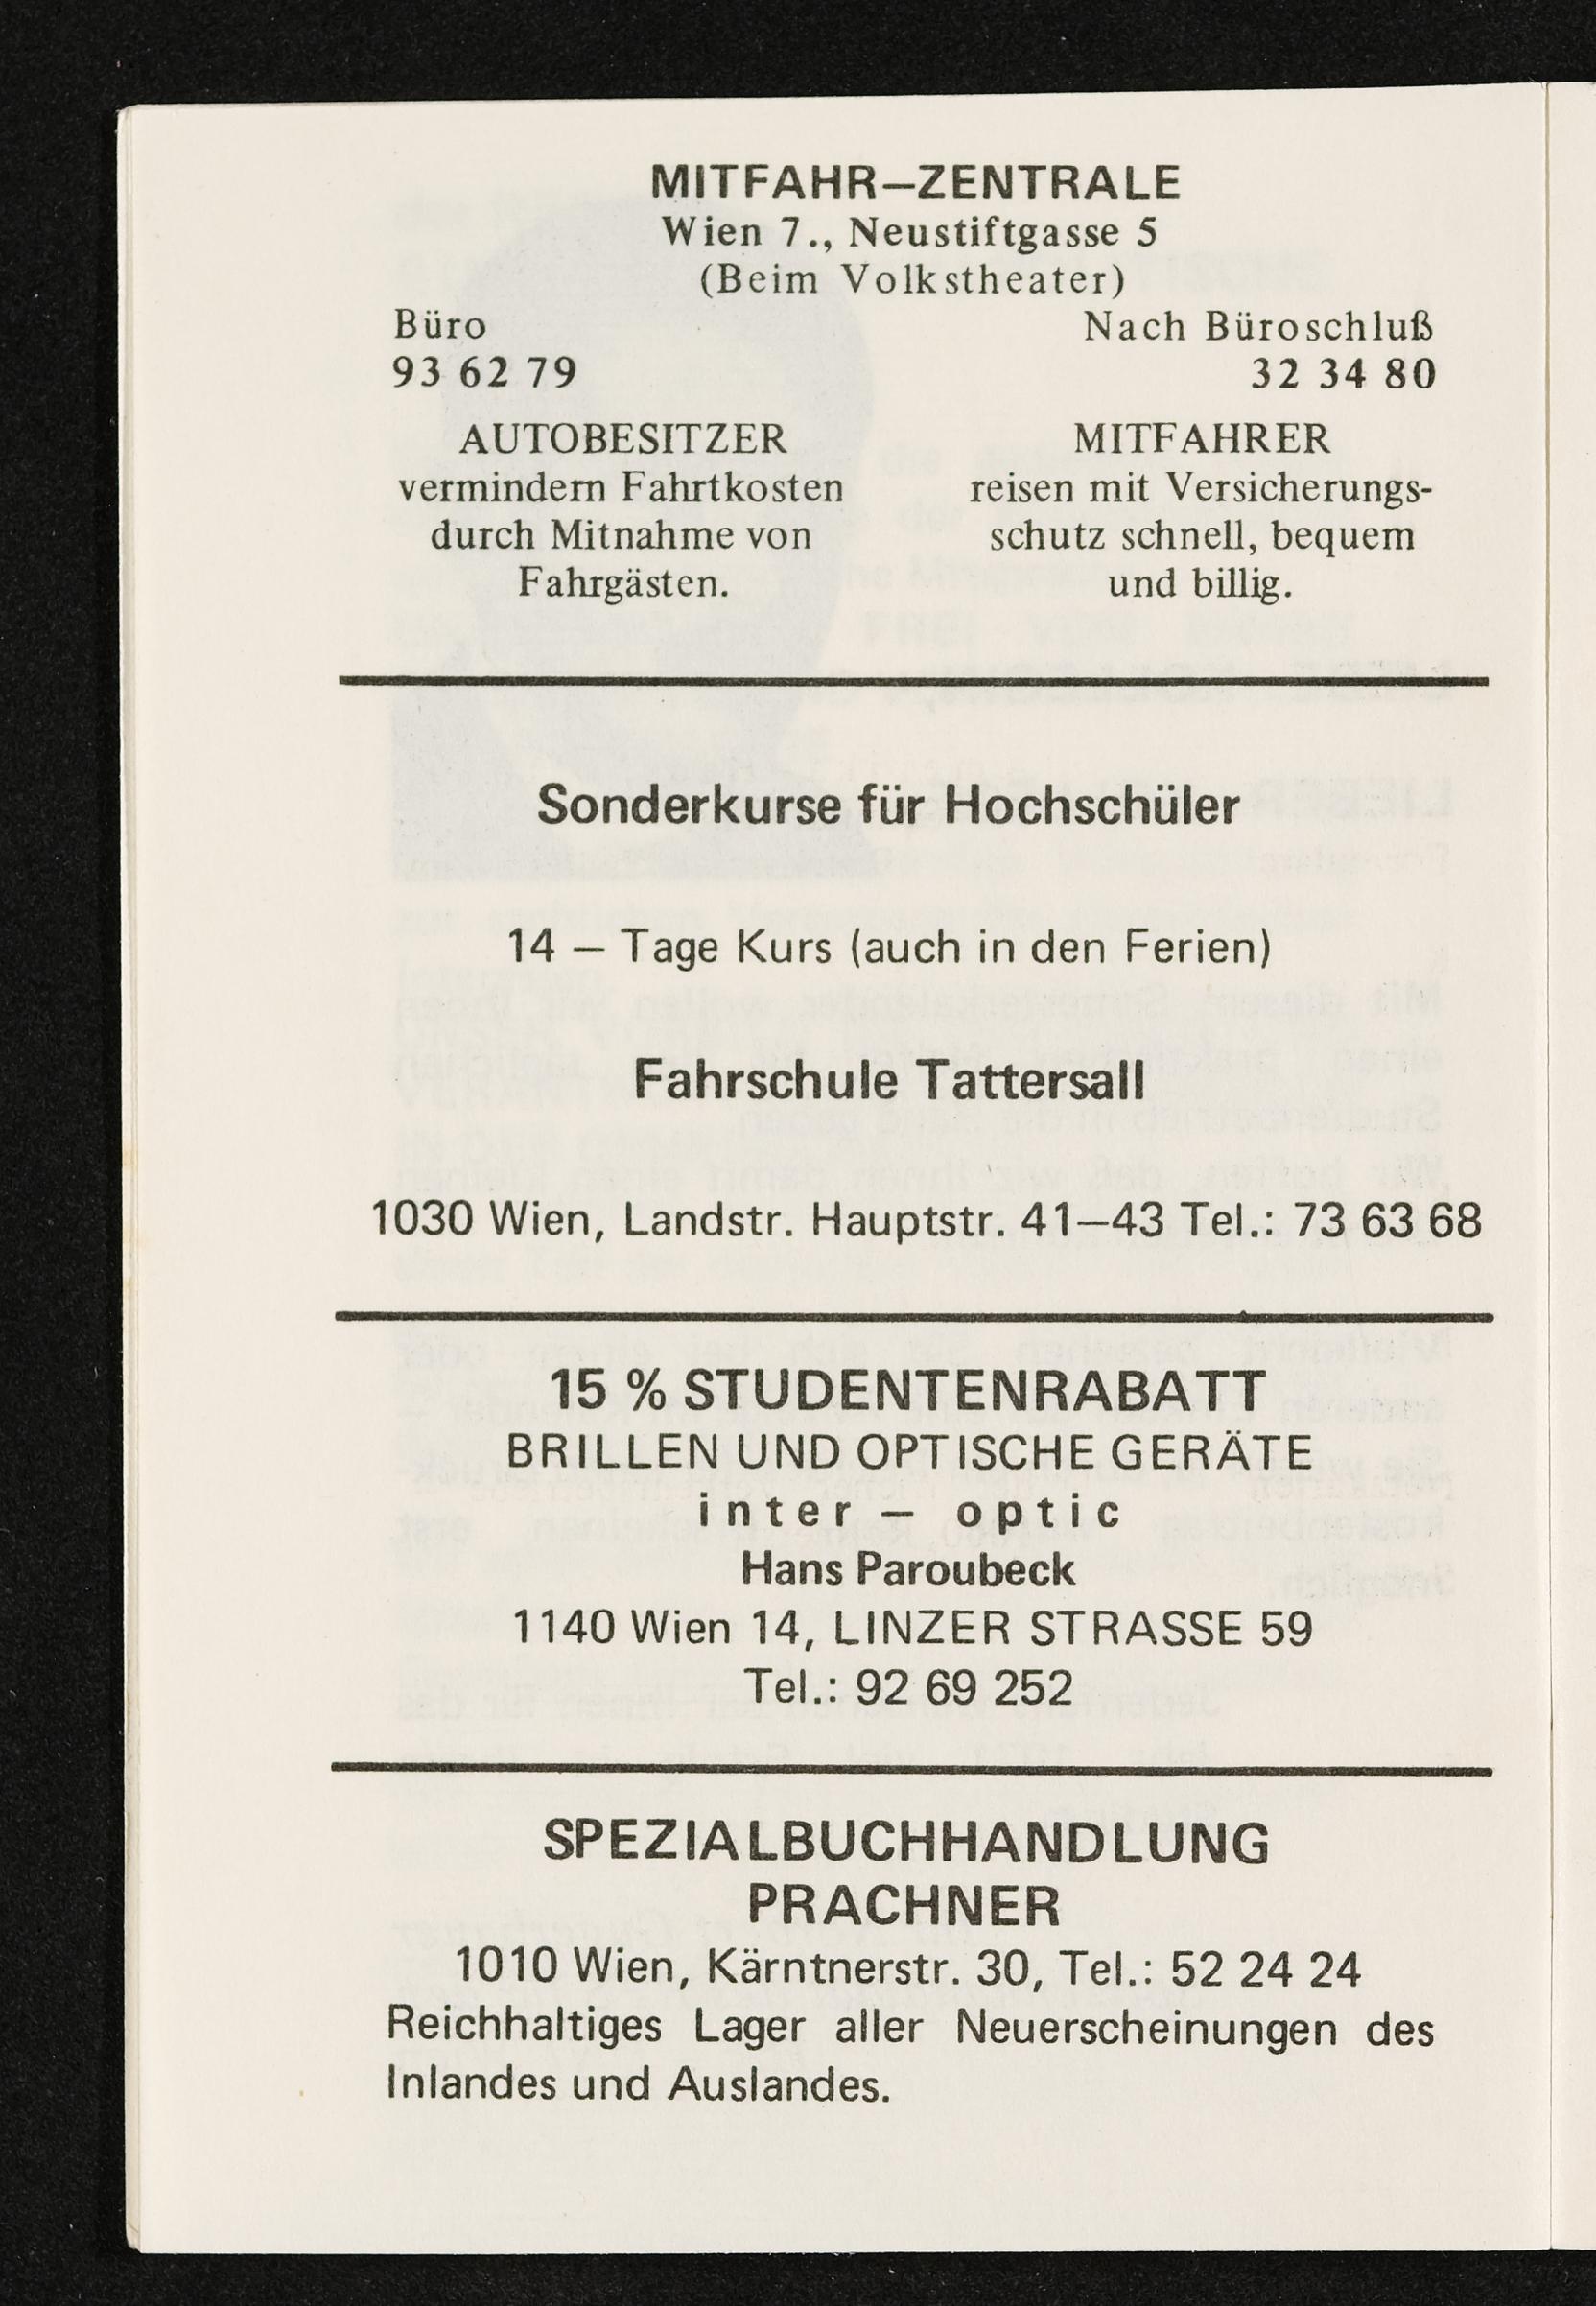 MITFAHR–ZENTRALE
Wien 7., Neustiftgasse 5
(Beim Volkstheater)
Büro
93 62 79
Nach Büroschluß
32 34 80
AUTOBESITZER
vermindern Fahrtkosten
durch Mitnahme von
Fahrgästen.
MITFAHRER
reisen mit Versicherungs-
schutz schnell, bequem
und billig.
Sonderkurse für Hochschüler
14 – Tage Kurs (auch in den Ferien)
Fahrschule Tattersall
1030 Wien, Landstr. Hauptstr. 41–43 Tel.: 73 63 68
15 % STUDENTENRABATT
BRILLEN UND OPTISCHE GERÄTE
inter – optic
Hans Paroubeck
1140 Wien 14, LINZER STRASSE 59
Tel.: 92 69 252
SPEZIALBUCHHANDLUNG
PRACHNER
1010 Wien, Kärntnerstr. 30, Tel.: 52 24 24
Reichhaltiges Lager aller Neuerscheinungen des
Inlandes und Auslandes.